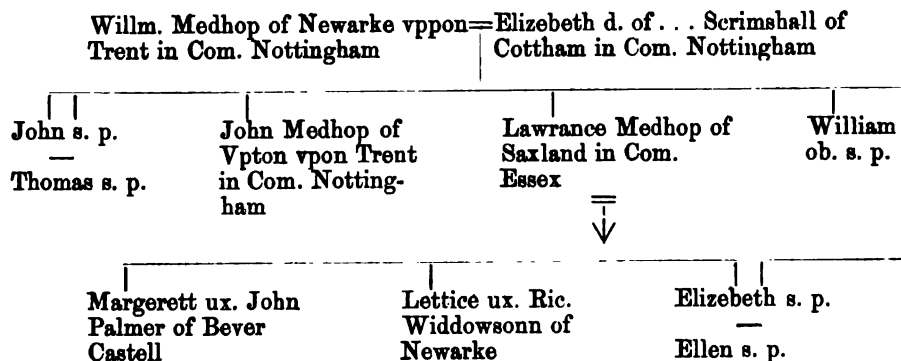 Willm. Medhop of Newarke vppon=Elizebeth d. of . . . Scrimshall of
Trent in Com. Nottingham
Cottham in Com. Nottingham
John s. p.
Thomas s. p.
John Medhop of
Vpton vpon Trent
in Com. Notting-
ham
Lawrance Medhop of
Saxland in Com.
Essex
William
ob. s. p.
Margerett ux. John
Palmer of Bever
Castell
Lettice ux. Ric.
Widdowsonn of
Newarke
Elizebeth s. p.
Ellen s. p.